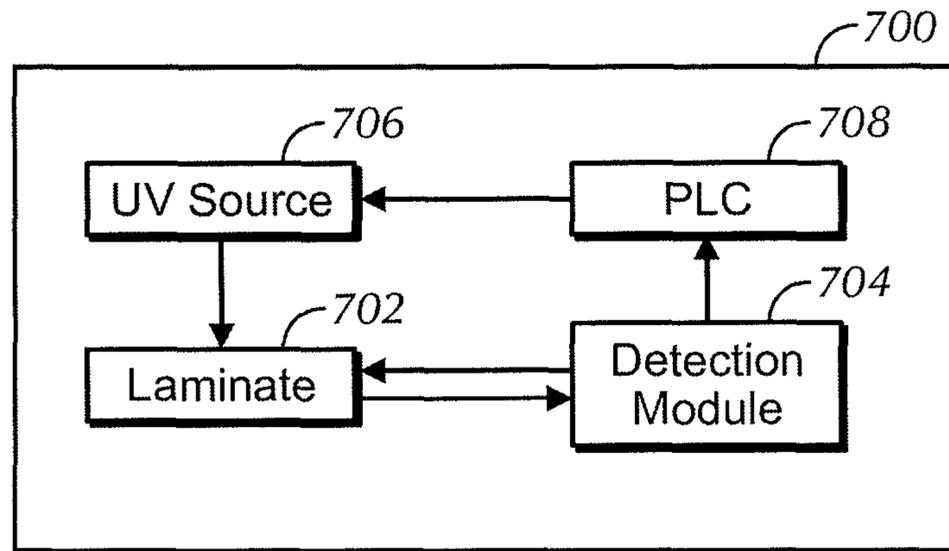 700
706
708
UV Source
PLC
702
704
Laminate
Detection
Module